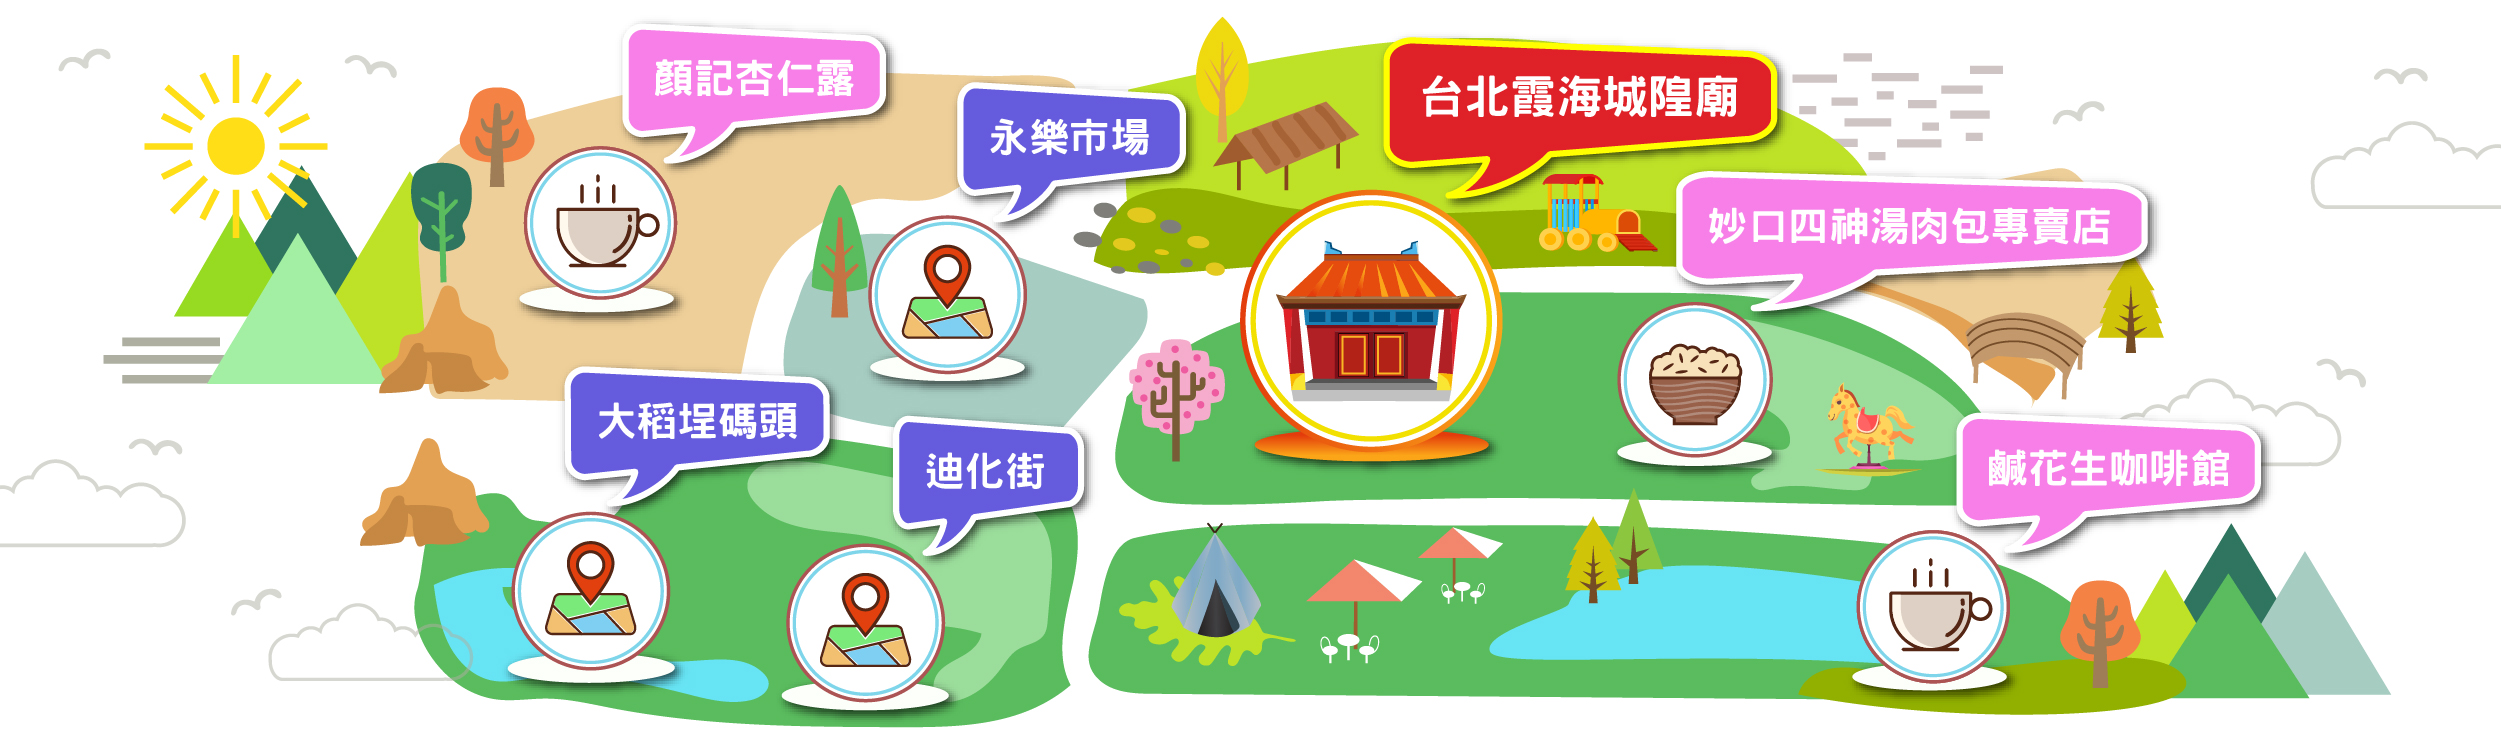 顏記杏仁露
永樂市場
台北霞海城隍廟
妙口四神湯肉包專賣店
大稻埕碼頭
迪化街
鹹花生咖啡館